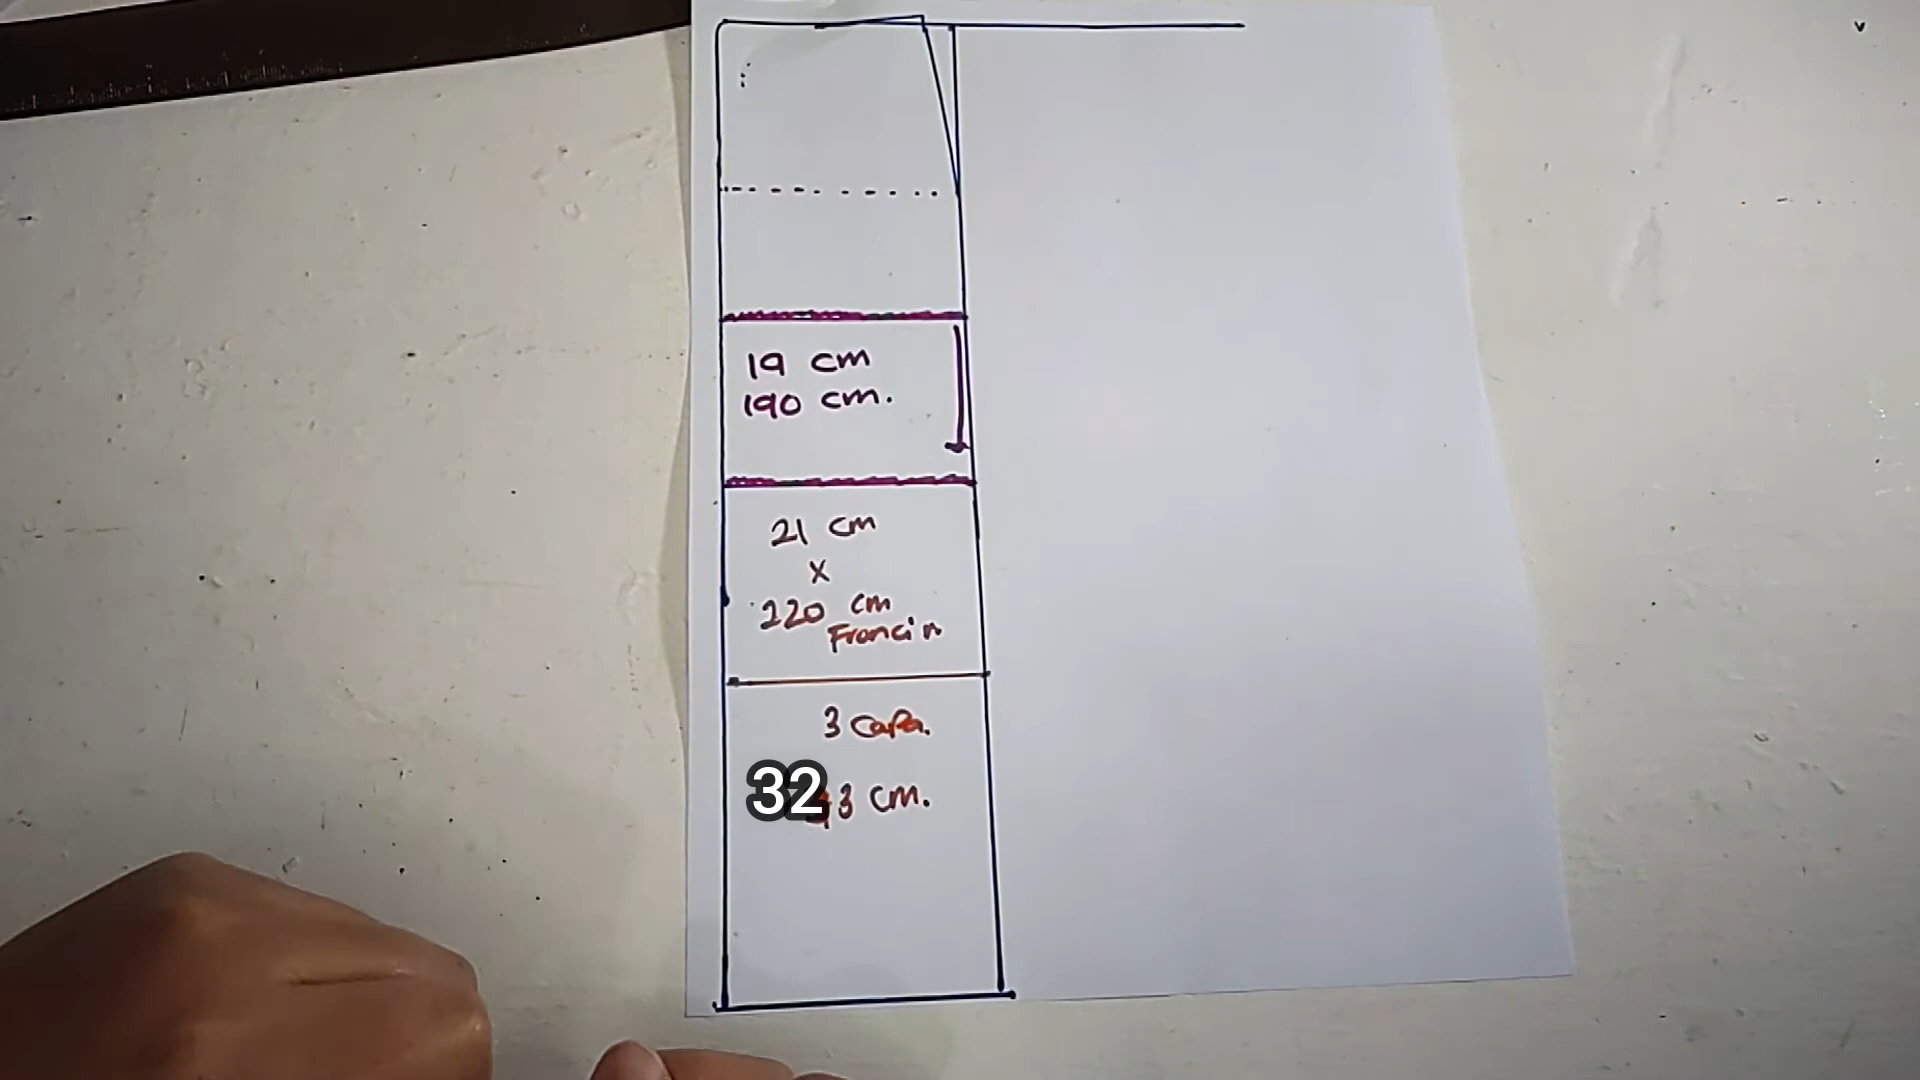 19 cm
190 cm.
21 cm
x
220 cm
Francin
3 capa.
32
3 cm.